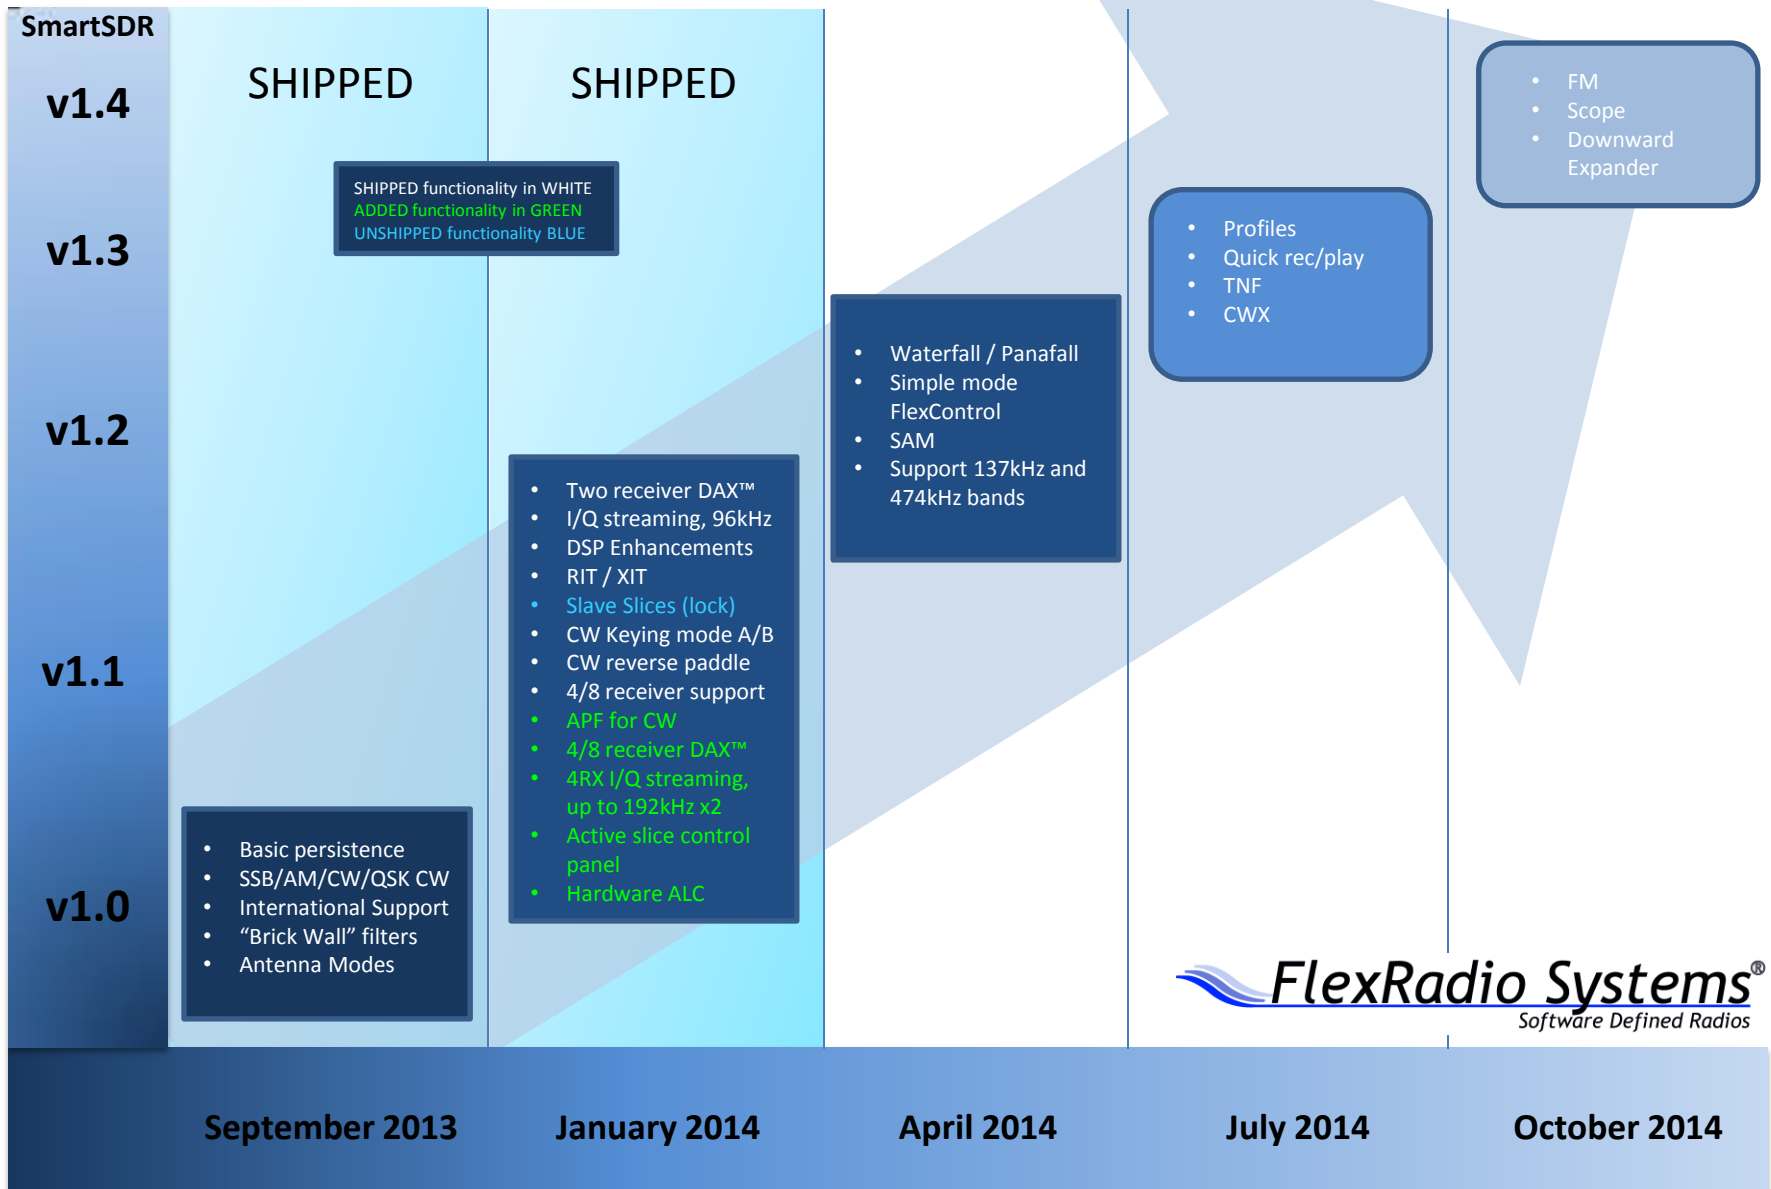 SmartSDR
v1.4
v1.3
v1.2
v1.1
v1.0
SHIPPED
SHIPPED
SHIPPED functionality in WHITE
ADDED functionality in GREEN
UNSHIPPED functionality BLUE
• Basic persistence
• SSB/AM/CW/QSK CW
• International Support
• “Brick Wall” filters
• Antenna Modes
• Two receiver DAX™
• I/Q streaming, 96kHz
• DSP Enhancements
• RIT / XIT
• Slave Slices (lock)
• CW Keying mode A/B
• CW reverse paddle
• 4/8 receiver support
• APF for CW
• 4/8 receiver DAX™
• 4RX I/Q streaming,
up to 192kHz x2
• Active slice control
panel
• Hardware ALC
• Waterfall / Panafall
• Simple mode
FlexControl
• SAM
• Support 137kHz and
474kHz bands
• Profiles
• Quick rec/play
• TNF
• CWX
• FM
• Scope
• Downward
Expander
FlexRadio Systems®
Software Defined Radios
September 2013
January 2014
April 2014
July 2014
October 2014